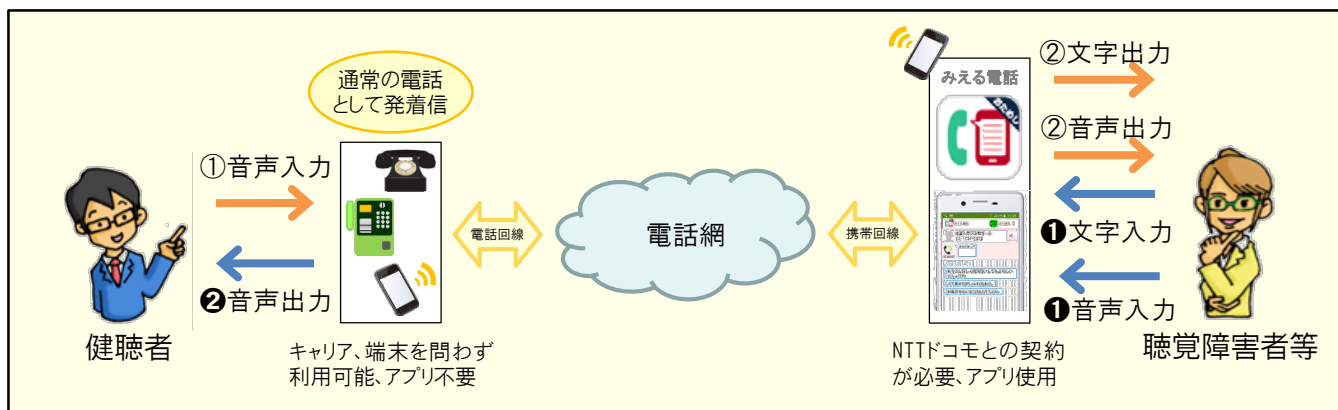 通常の電話
として発着信
①音声入力
❷音声出力
健聴者
キャリア、端末を問わず
利用可能、アプリ不要
電話回線
電話網
携帯回線
みえる電話
おためし
NTTドコモとの契約
が必要、アプリ使用
②文字出力
②音声出力
❶文字入力
❶音声入力
聴覚障害者等